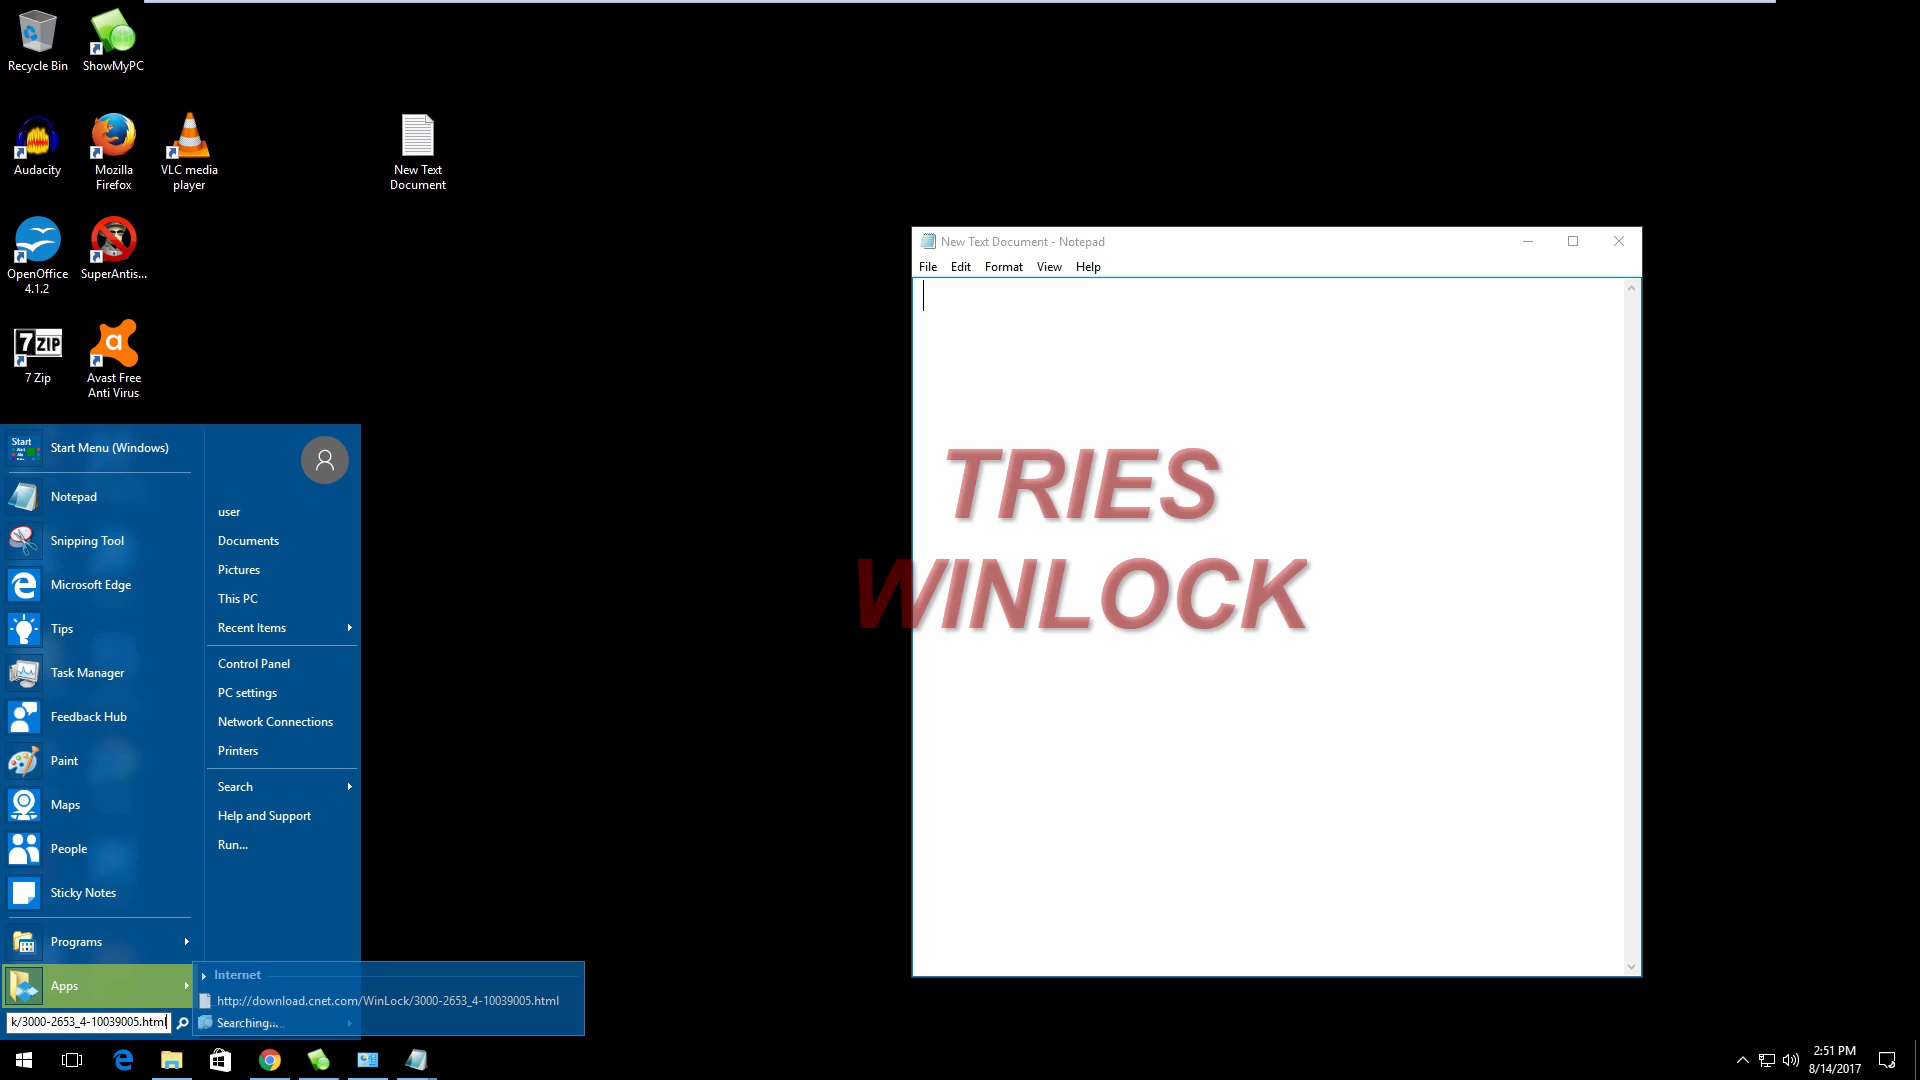 Recycle Bin
ShowMyPC
Audacity
Mozilla
Firefox
VLC media
player
New Text
Document
OpenOffice
4.1.2
SuperAntis...
7 ZIP
7 Zip
a
Avast Free
Anti Virus
New Text Document - Notepad
File Edit Format View Help
TRIES
WINLOCK
Start
Start Menu (Windows)
Notepad
Snipping Tool
Microsoft Edge
Tips
Task Manager
Feedback Hub
Paint
Maps
People
Sticky Notes
Programs
Apps
k/3000-2653_4-10039005.html
user
Documents
Pictures
This PC
Recent Items
Control Panel
PC settings
Network Connections
Printers
Search
Help and Support
Run...
Internet
http://download.cnet.com/WinLock/3000-2653_4-10039005.html
Searching...
2:51 PM
8/14/2017